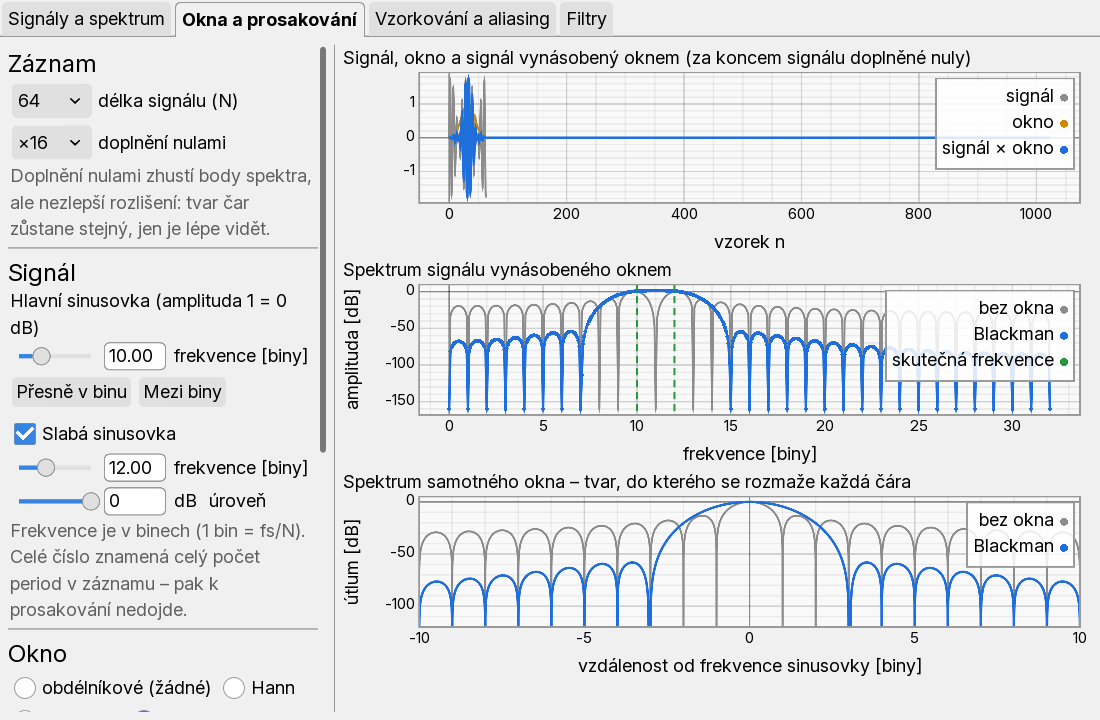 Signály a spektrum
Okna a prosakování
Vzorkování a aliasing
Filtry
Záznam
64
délka signálu (N)
×16
doplnění nulami
Doplnění nulami zhustí body spektra,
ale nezlepší rozlišení: tvar čar
zůstane stejný, jen je lépe vidět.
Signál
Hlavní sinusovka (amplituda 1 = 0
dB)
10.00
frekvence [biny]
Přesně v binu
Mezi biny
Slabá sinusovka
12.00
frekvence [biny]
0
dB
úroveň
Frekvence je v binech (1 bin = fs/N).
Celé číslo znamená celý počet
period v záznamu – pak k
prosakování nedojde.
Okno
obdélníkové (žádné)
Hann
Signál, okno a signál vynásobený oknem (za koncem signálu doplněné nuly)
1
0
-1
signál
okno
signál × okno
0
200
400
600
800
1000
vzorek n
Spektrum signálu vynásobeného oknem
amplituda [dB]
0
-50
-100
-150
bez okna
Blackman
skutečná frekvence
0
5
10
15
20
25
30
frekvence [biny]
Spektrum samotného okna – tvar, do kterého se rozmaže každá čára
útlum [dB]
0
-50
-100
bez okna
Blackman
-10
-5
0
5
10
vzdálenost od frekvence sinusovky [biny]